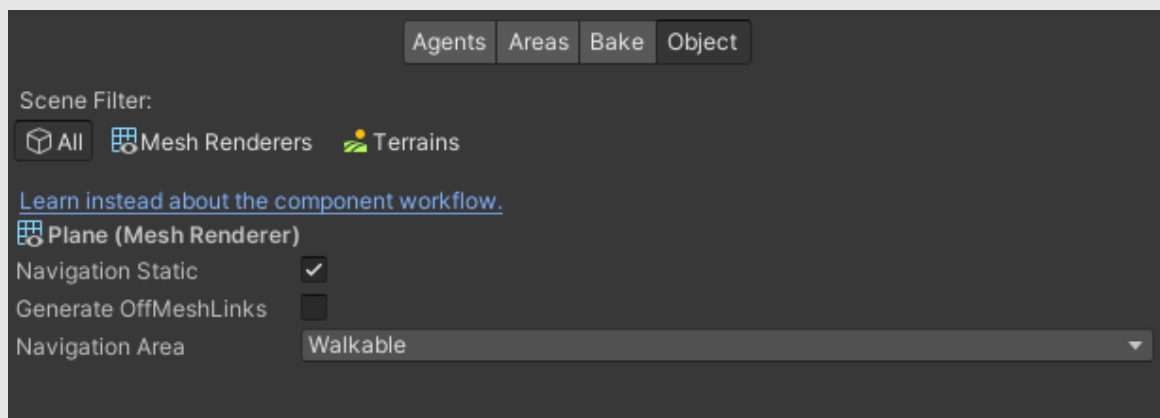 Agents Areas Bake Object
Scene Filter:
All Mesh Renderers Terrains
Learn instead about the component workflow.
Plane (Mesh Renderer)
Navigation Static
Generate OffMeshLinks
Navigation Area Walkable